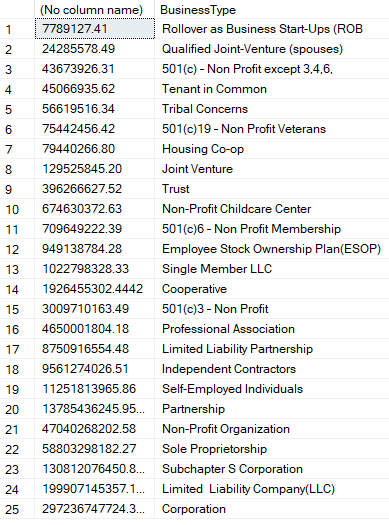 (No column name) BusinessType
1 7789127.41 Rollover as Business Start-Ups (ROB
2 24285578.49 Qualified Joint-Venture (spouses)
3 43673926.31 501(c) - Non Profit except 3,4,6,
4 45066935.62 Tenant in Common
5 56619516.34 Tribal Concerns
6 75442456.42 501(c)19 - Non Profit Veterans
7 79440266.80 Housing Co-op
8 129525845.20 Joint Venture
9 396266627.52 Trust
10 674630372.63 Non-Profit Childcare Center
11 709649222.39 501(c)6 - Non Profit Membership
12 949138784.28 Employee Stock Ownership Plan(ESOP)
13 1022798328.33 Single Member LLC
14 1926455302.4442 Cooperative
15 3009710163.49 501(c)3 - Non Profit
16 4650001804.18 Professional Association
17 8750916554.48 Limited Liability Partnership
18 9561274026.51 Independent Contractors
19 11251813965.86 Self-Employed Individuals
20 13785436245.95... Partnership
21 47040268202.58 Non-Profit Organization
22 58803298182.27 Sole Proprietorship
23 130812076450.8... Subchapter S Corporation
24 199907145357.1... Limited  Liability Company(LLC)
25 297236747724.3... Corporation